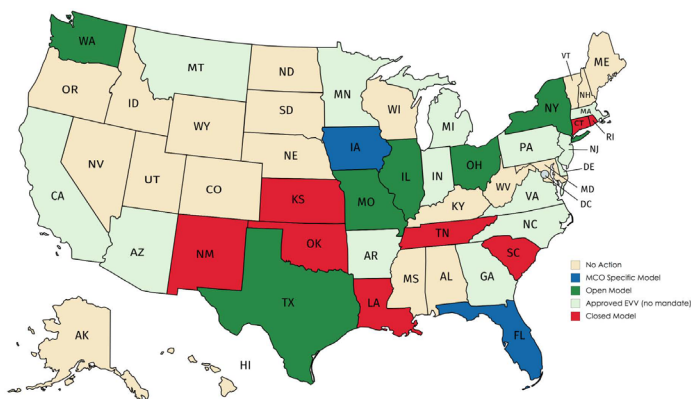 WA
MT
ND
MN
VT
ME
OR
ID
SD
WI
NH
MA
NY
WY
MI
CT
RI
IA
NE
PA
NJ
NV
UT
IL
IN
OH
DE
CO
WV
MD
CA
KS
MO
KY
VA
DC
NC
TN
AZ
NM
OK
AR
SC
MS
AL
GA
TX
LA
AK
HI
FL
No Action
MCO Specific Model
Open Model
Approved EVV (no mandate)
Closed Model